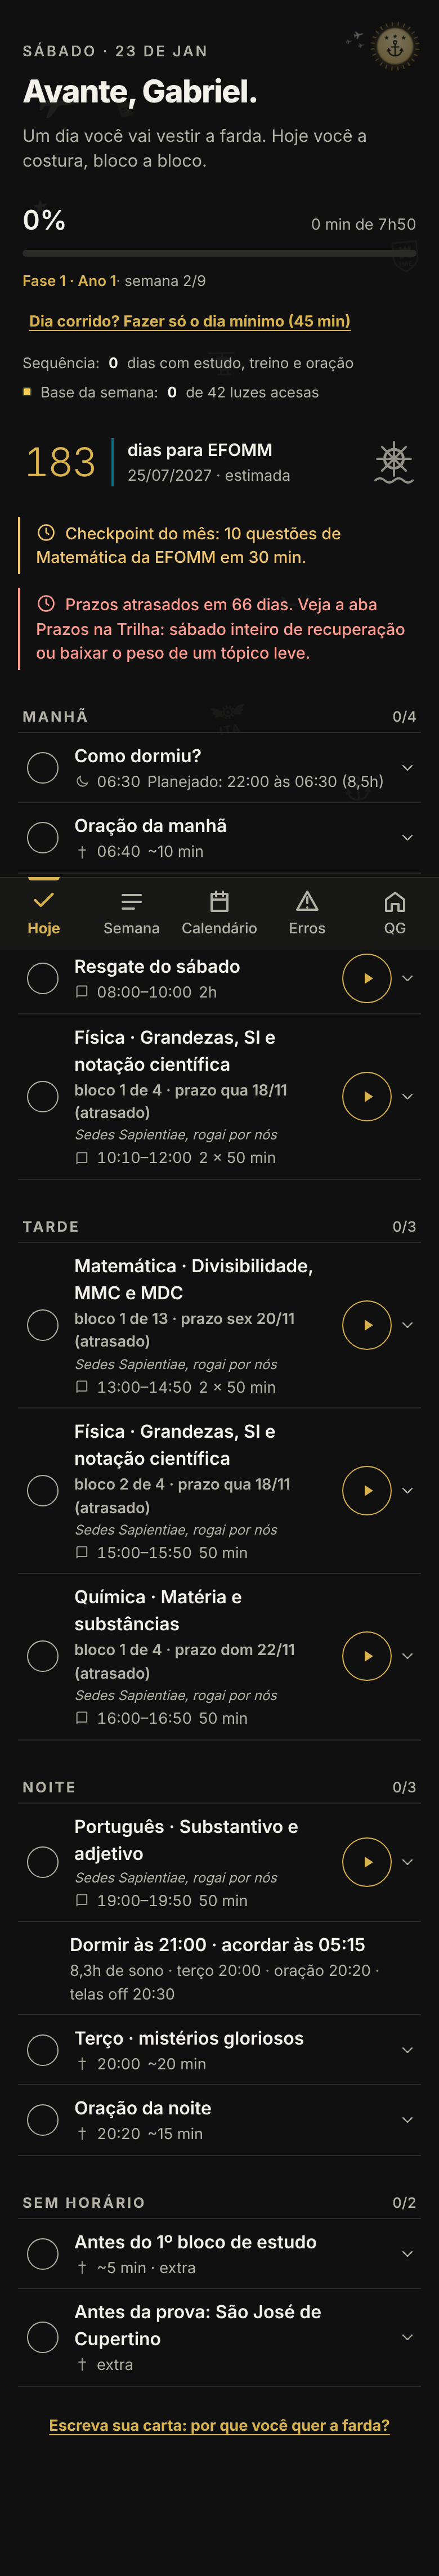 SÁBADO · 23 DE JAN
Avante, Gabriel.
Um dia você vai vestir a farda. Hoje você a
costura, bloco a bloco.
0%
0 min de 7h50
Fase 1 · Ano 1· semana 2/9
Dia corrido? Fazer só o dia mínimo (45 min)
Sequência: 0 dias com estudo, treino e oração
Base da semana: 0 de 42 luzes acesas
183
dias para EFOMM
25/07/2027 · estimada
Checkpoint do mês: 10 questões de
Matemática da EFOMM em 30 min.
Prazos atrasados em 66 dias. Veja a aba
Prazos na Trilha: sábado inteiro de recuperação
ou baixar o peso de um tópico leve.
MANHÃ 0/4
Como dormiu?
06:30 Planejado: 22:00 às 06:30 (8,5h)
Oração da manhã
† 06:40 ~10 min
Hoje
Semana
Calendário
Erros
QG
Resgate do sábado
08:00–10:00 2h
Física · Grandezas, SI e
notação científica
bloco 1 de 4 · prazo qua 18/11
(atrasado)
Sedes Sapientiae, rogai por nós
10:10–12:00 2 × 50 min
TARDE 0/3
Matemática · Divisibilidade,
MMC e MDC
bloco 1 de 13 · prazo sex 20/11
(atrasado)
Sedes Sapientiae, rogai por nós
13:00–14:50 2 × 50 min
Física · Grandezas, SI e
notação científica
bloco 2 de 4 · prazo qua 18/11
(atrasado)
Sedes Sapientiae, rogai por nós
15:00–15:50 50 min
Química · Matéria e
substâncias
bloco 1 de 4 · prazo dom 22/11
(atrasado)
Sedes Sapientiae, rogai por nós
16:00–16:50 50 min
NOITE 0/3
Português · Substantivo e
adjetivo
Sedes Sapientiae, rogai por nós
19:00–19:50 50 min
Dormir às 21:00 · acordar às 05:15
8,3h de sono · terço 20:00 · oração 20:20 ·
telas off 20:30
Terço · mistérios gloriosos
† 20:00 ~20 min
Oração da noite
† 20:20 ~15 min
SEM HORÁRIO 0/2
Antes do 1º bloco de estudo
† ~5 min · extra
Antes da prova: São José de
Cupertino
† extra
Escreva sua carta: por que você quer a farda?